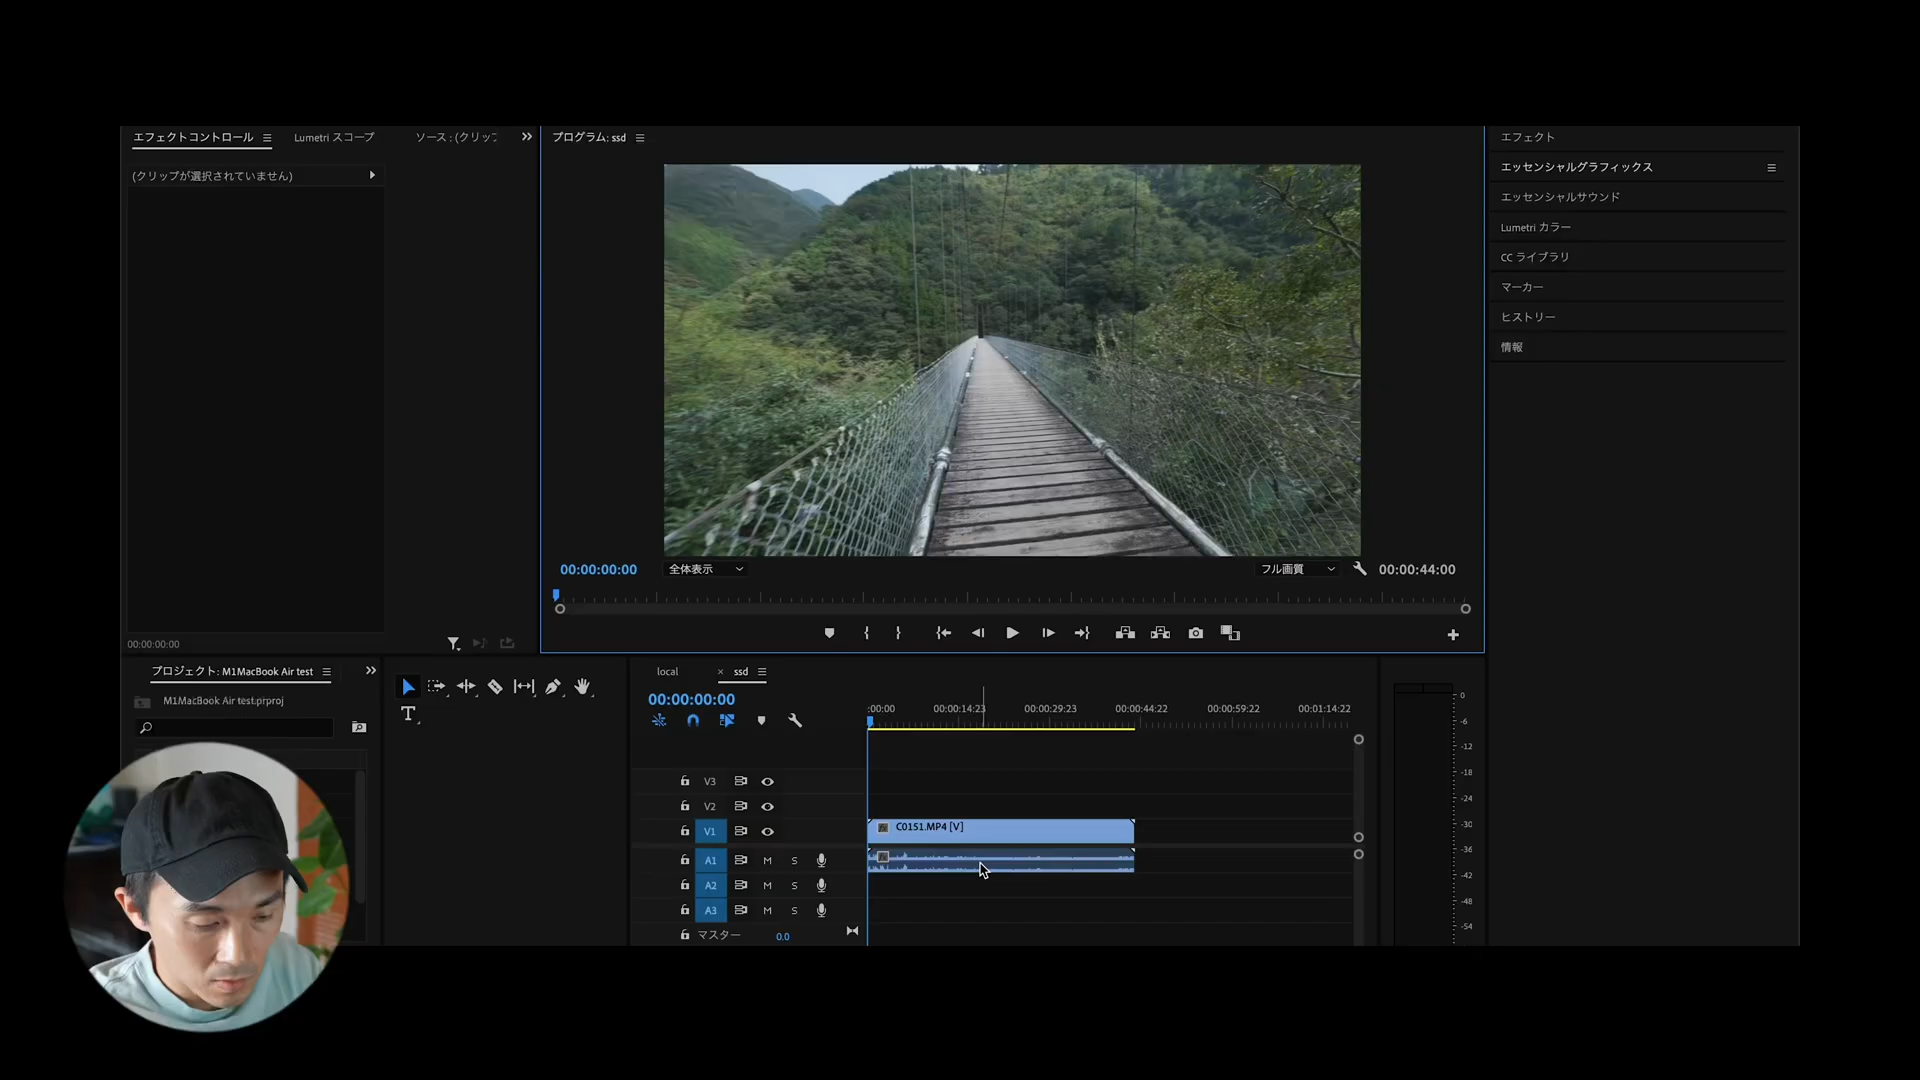 エフェクトコントロール
Lumetri スコープ
ソース : (クリップ
プログラム: ssd
エフェクト
(クリップが選択されていません)
エッセンシャルグラフィックス
エッセンシャルサウンド
Lumetri カラー
CC ライブラリ
マーカー
ヒストリー
情報
00:00:00:00
全体表示
フル画質
00:00:44:00
00:00:00:00
プロジェクト: M1MacBook Air test
M1MacBook Air test.prproj
local
× ssd
00:00:00:00
:00:00
00:00:14:23
00:00:29:23
00:00:44:22
00:00:59:22
00:01:14:22
V3
V2
V1
C0151.MP4 [V]
A1 M S
A2 M S
A3 M S
マスター 0.0
0
-6
-12
-18
-24
-30
-36
-42
-48
-54